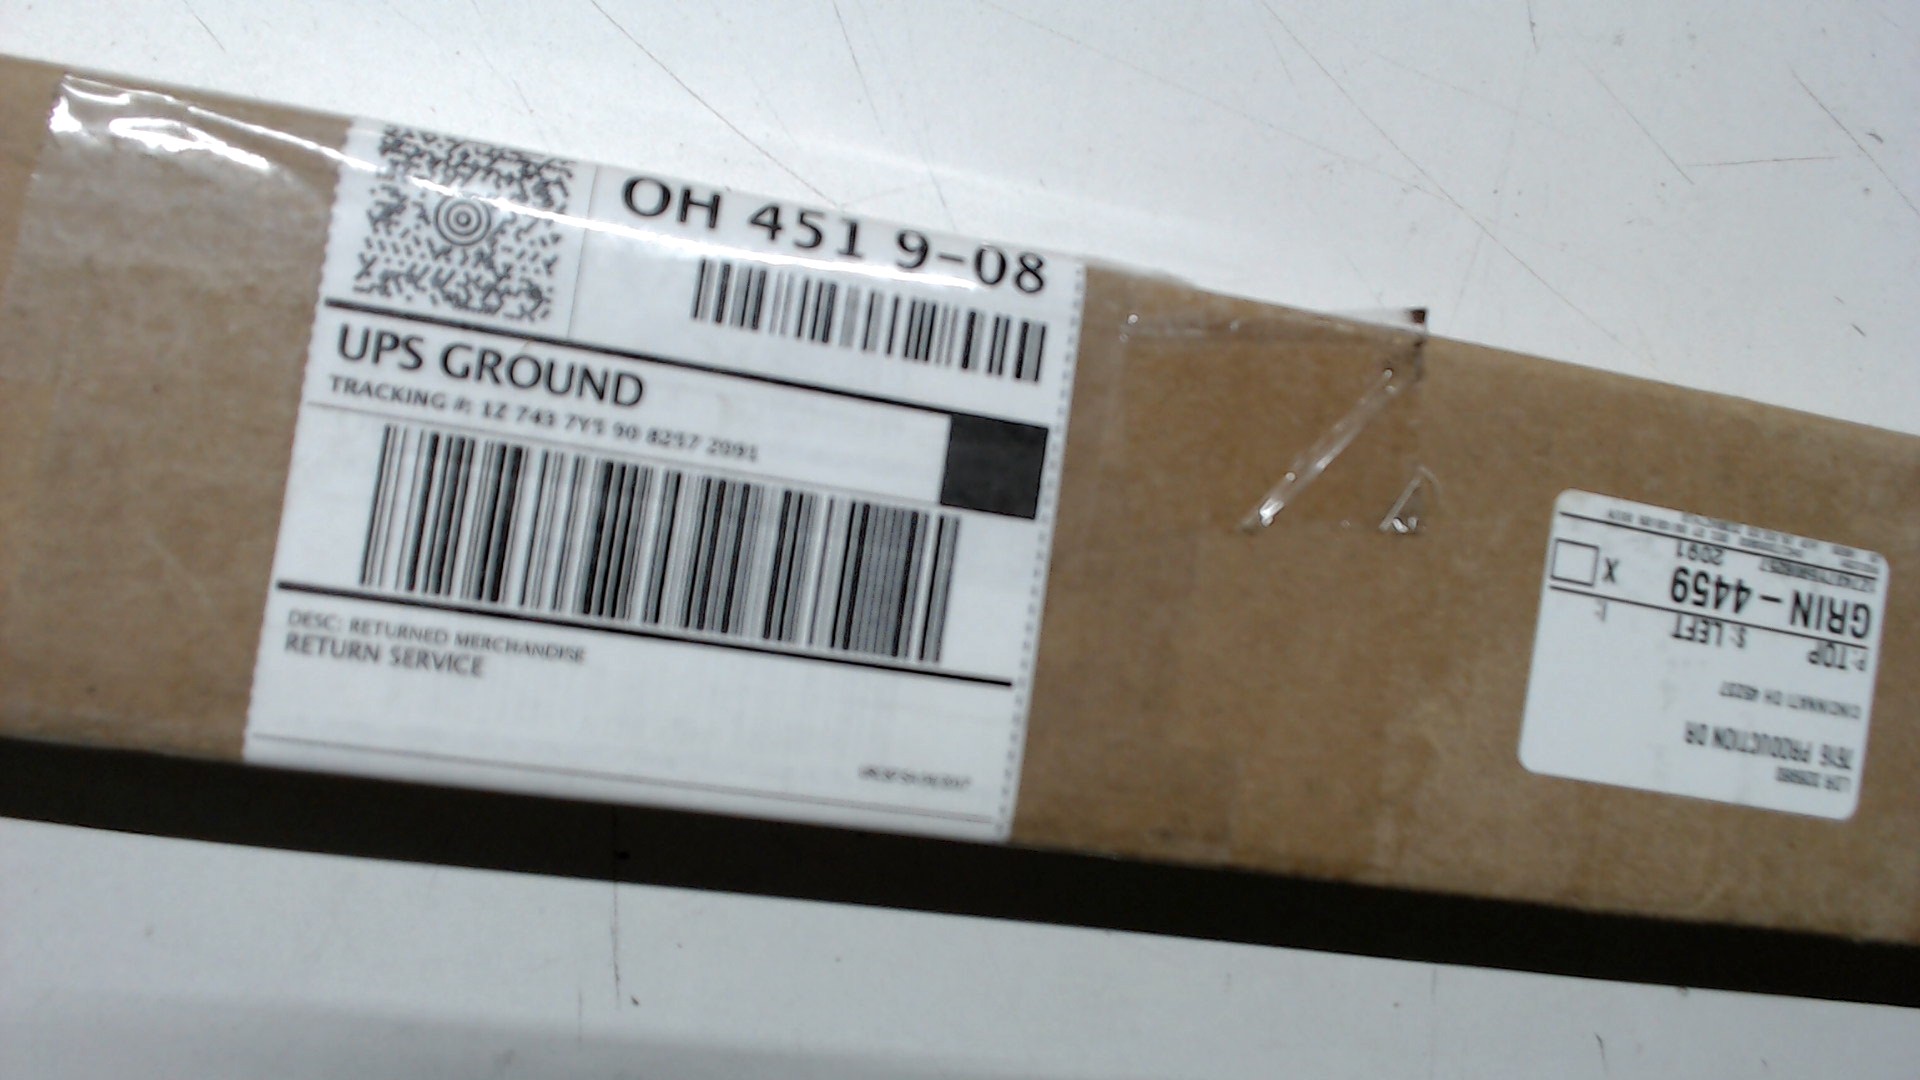 OH 451 9-08
UPS GROUND
TRACKING #: 1Z 743 7Y5 90 8257 2091
DESC: RETURNED MERCHANDISE
RETURN SERVICE
7616 PRODUCTION DR
CINCINNATI OH 45237
P: TOP
S: LEFT
I:
GRIN - 4459
X
2091